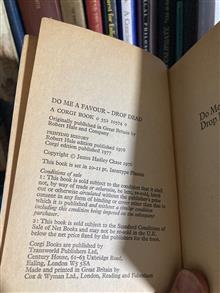 DO ME A FAVOUR – DROP DEAD
A CORGI BOOK 0 552 10574 2
Originally published in Great Britain by
Robert Hale and Company
PRINTING HISTORY
Robert Hale edition published 1976
Corgi edition published 1977
Copyright © James Hadley Chase 1976
This book is set in 10-11 pt. Intertype Plantin
Conditions of sale
1: This book is sold subject to the condition that it shall
not, by way of trade or otherwise, be lent, re-sold, hired
out or otherwise circulated without the publisher's prior
consent in any form of binding or cover other than that in
which it is published and without a similar condition
including this condition being imposed on the subsequent
purchaser.
2: This book is sold subject to the Standard Conditions of
Sale of Net Books and may not be re-sold in the U.K.
below the net price fixed by the publishers for the book.
Corgi Books are published by
Transworld Publishers Ltd,
Century House, 61-63 Uxbridge Road,
Ealing, London W5 5SA
Made and printed in Great Britain by
Cox & Wyman Ltd., London, Reading and Fakenham
Do Me
Drop